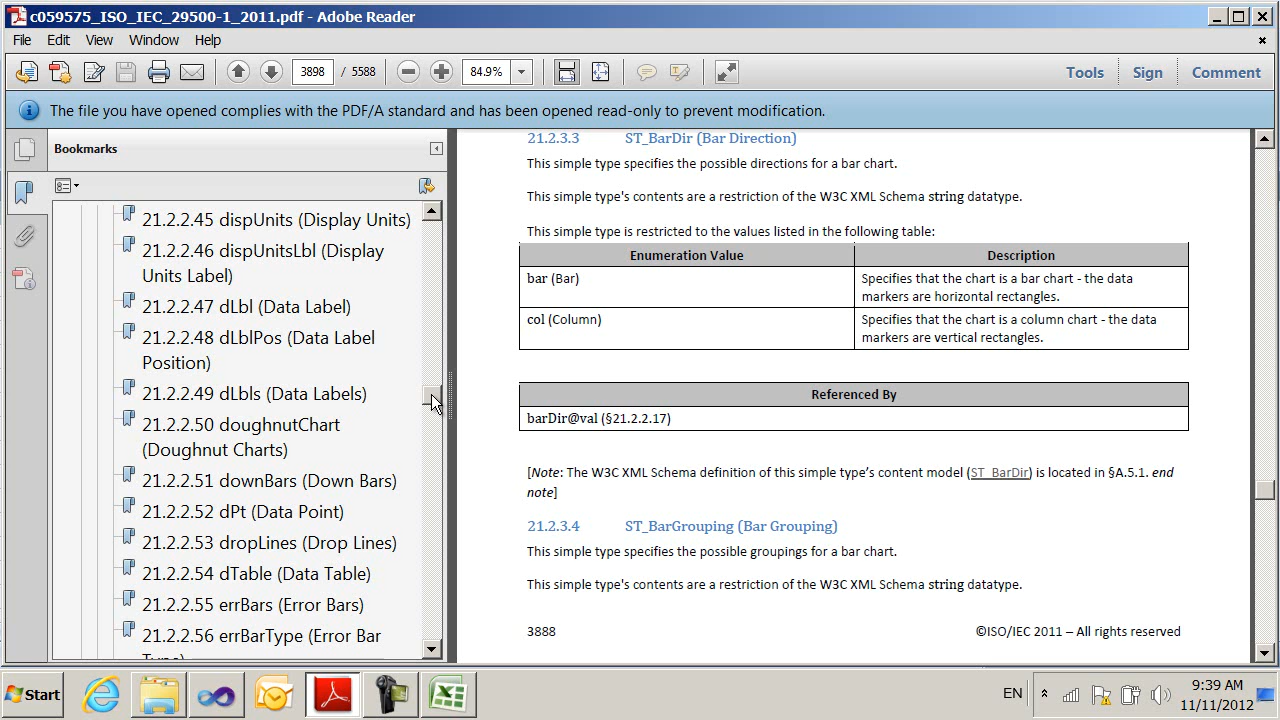 c059575_ISO_IEC_29500-1_2011.pdf - Adobe Reader
File Edit View Window Help
3898 / 5588 84.9% Tools Sign Comment
The file you have opened complies with the PDF/A standard and has been opened read-only to prevent modification.
Bookmarks
21.2.2.45 dispUnits (Display Units)
21.2.2.46 dispUnitsLbl (Display
Units Label)
21.2.2.47 dLbl (Data Label)
21.2.2.48 dLblPos (Data Label
Position)
21.2.2.49 dLbls (Data Labels)
21.2.2.50 doughnutChart
(Doughnut Charts)
21.2.2.51 downBars (Down Bars)
21.2.2.52 dPt (Data Point)
21.2.2.53 dropLines (Drop Lines)
21.2.2.54 dTable (Data Table)
21.2.2.55 errBars (Error Bars)
21.2.2.56 errBarType (Error Bar
Type)
21.2.3.3 ST_BarDir (Bar Direction)
This simple type specifies the possible directions for a bar chart.
This simple type's contents are a restriction of the W3C XML Schema string datatype.
This simple type is restricted to the values listed in the following table:
Enumeration Value Description
bar (Bar) Specifies that the chart is a bar chart - the data
markers are horizontal rectangles.
col (Column) Specifies that the chart is a column chart - the data
markers are vertical rectangles.
Referenced By
barDir@val (§21.2.2.17)
[Note: The W3C XML Schema definition of this simple type’s content model (ST_BarDir) is located in §A.5.1. end
note]
21.2.3.4 ST_BarGrouping (Bar Grouping)
This simple type specifies the possible groupings for a bar chart.
This simple type's contents are a restriction of the W3C XML Schema string datatype.
3888 ©ISO/IEC 2011 – All rights reserved
Start EN 9:39 AM
11/11/2012